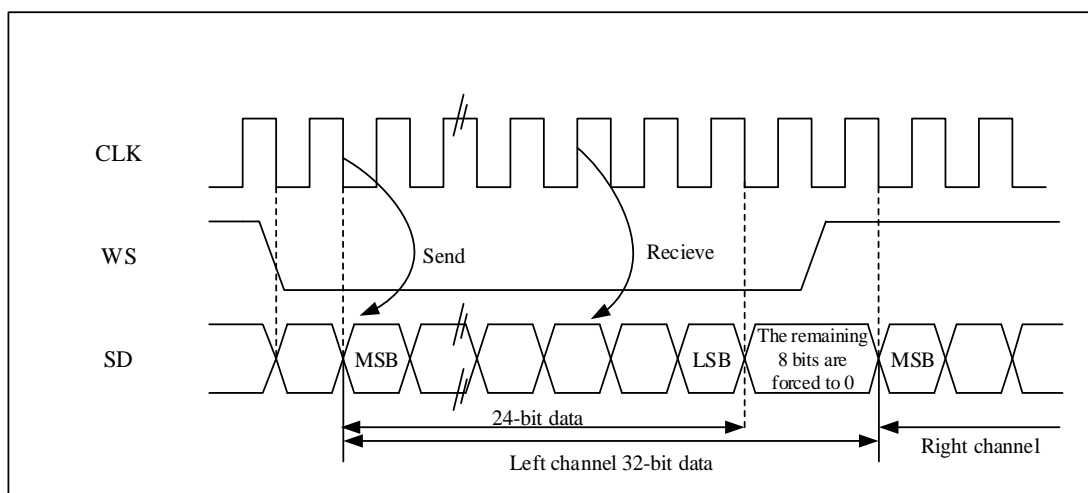 CLK
WS
Send
Recieve
SD
MSB
LSB
The remaining
8 bits are
forced to 0
MSB
24-bit data
Left channel 32-bit data
Right channel